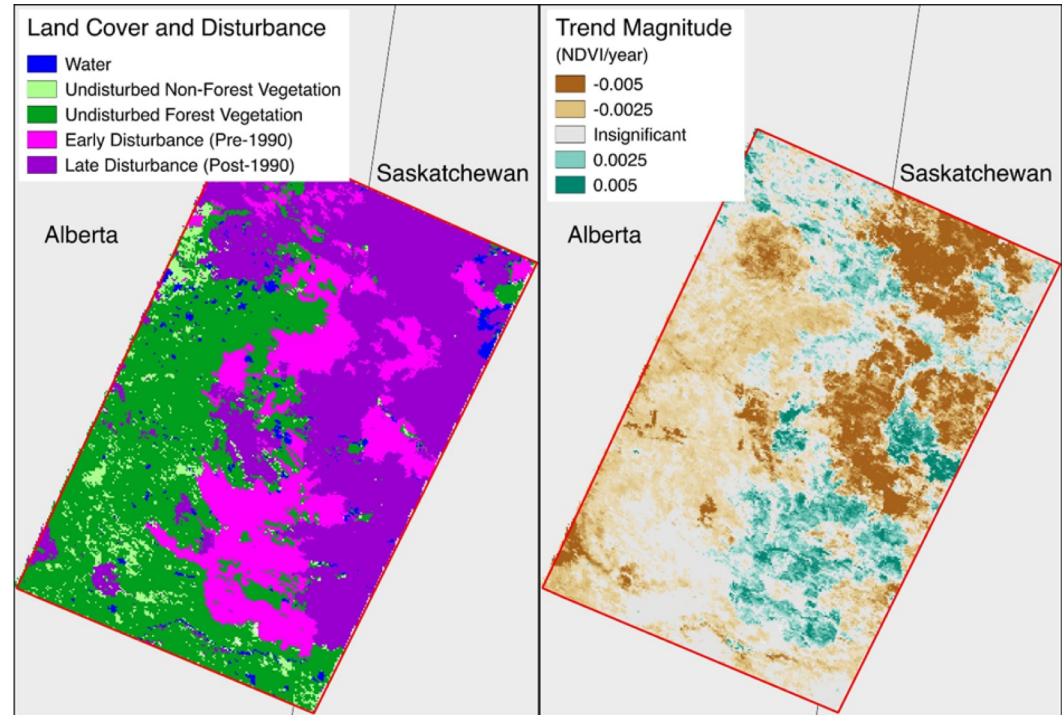 Land Cover and Disturbance
Water
Undisturbed Non-Forest Vegetation
Undisturbed Forest Vegetation
Early Disturbance (Pre-1990)
Late Disturbance (Post-1990)
Saskatchewan
Alberta
Trend Magnitude
(NDVI/year)
-0.005
-0.0025
Insignificant
0.0025
0.005
Saskatchewan
Alberta